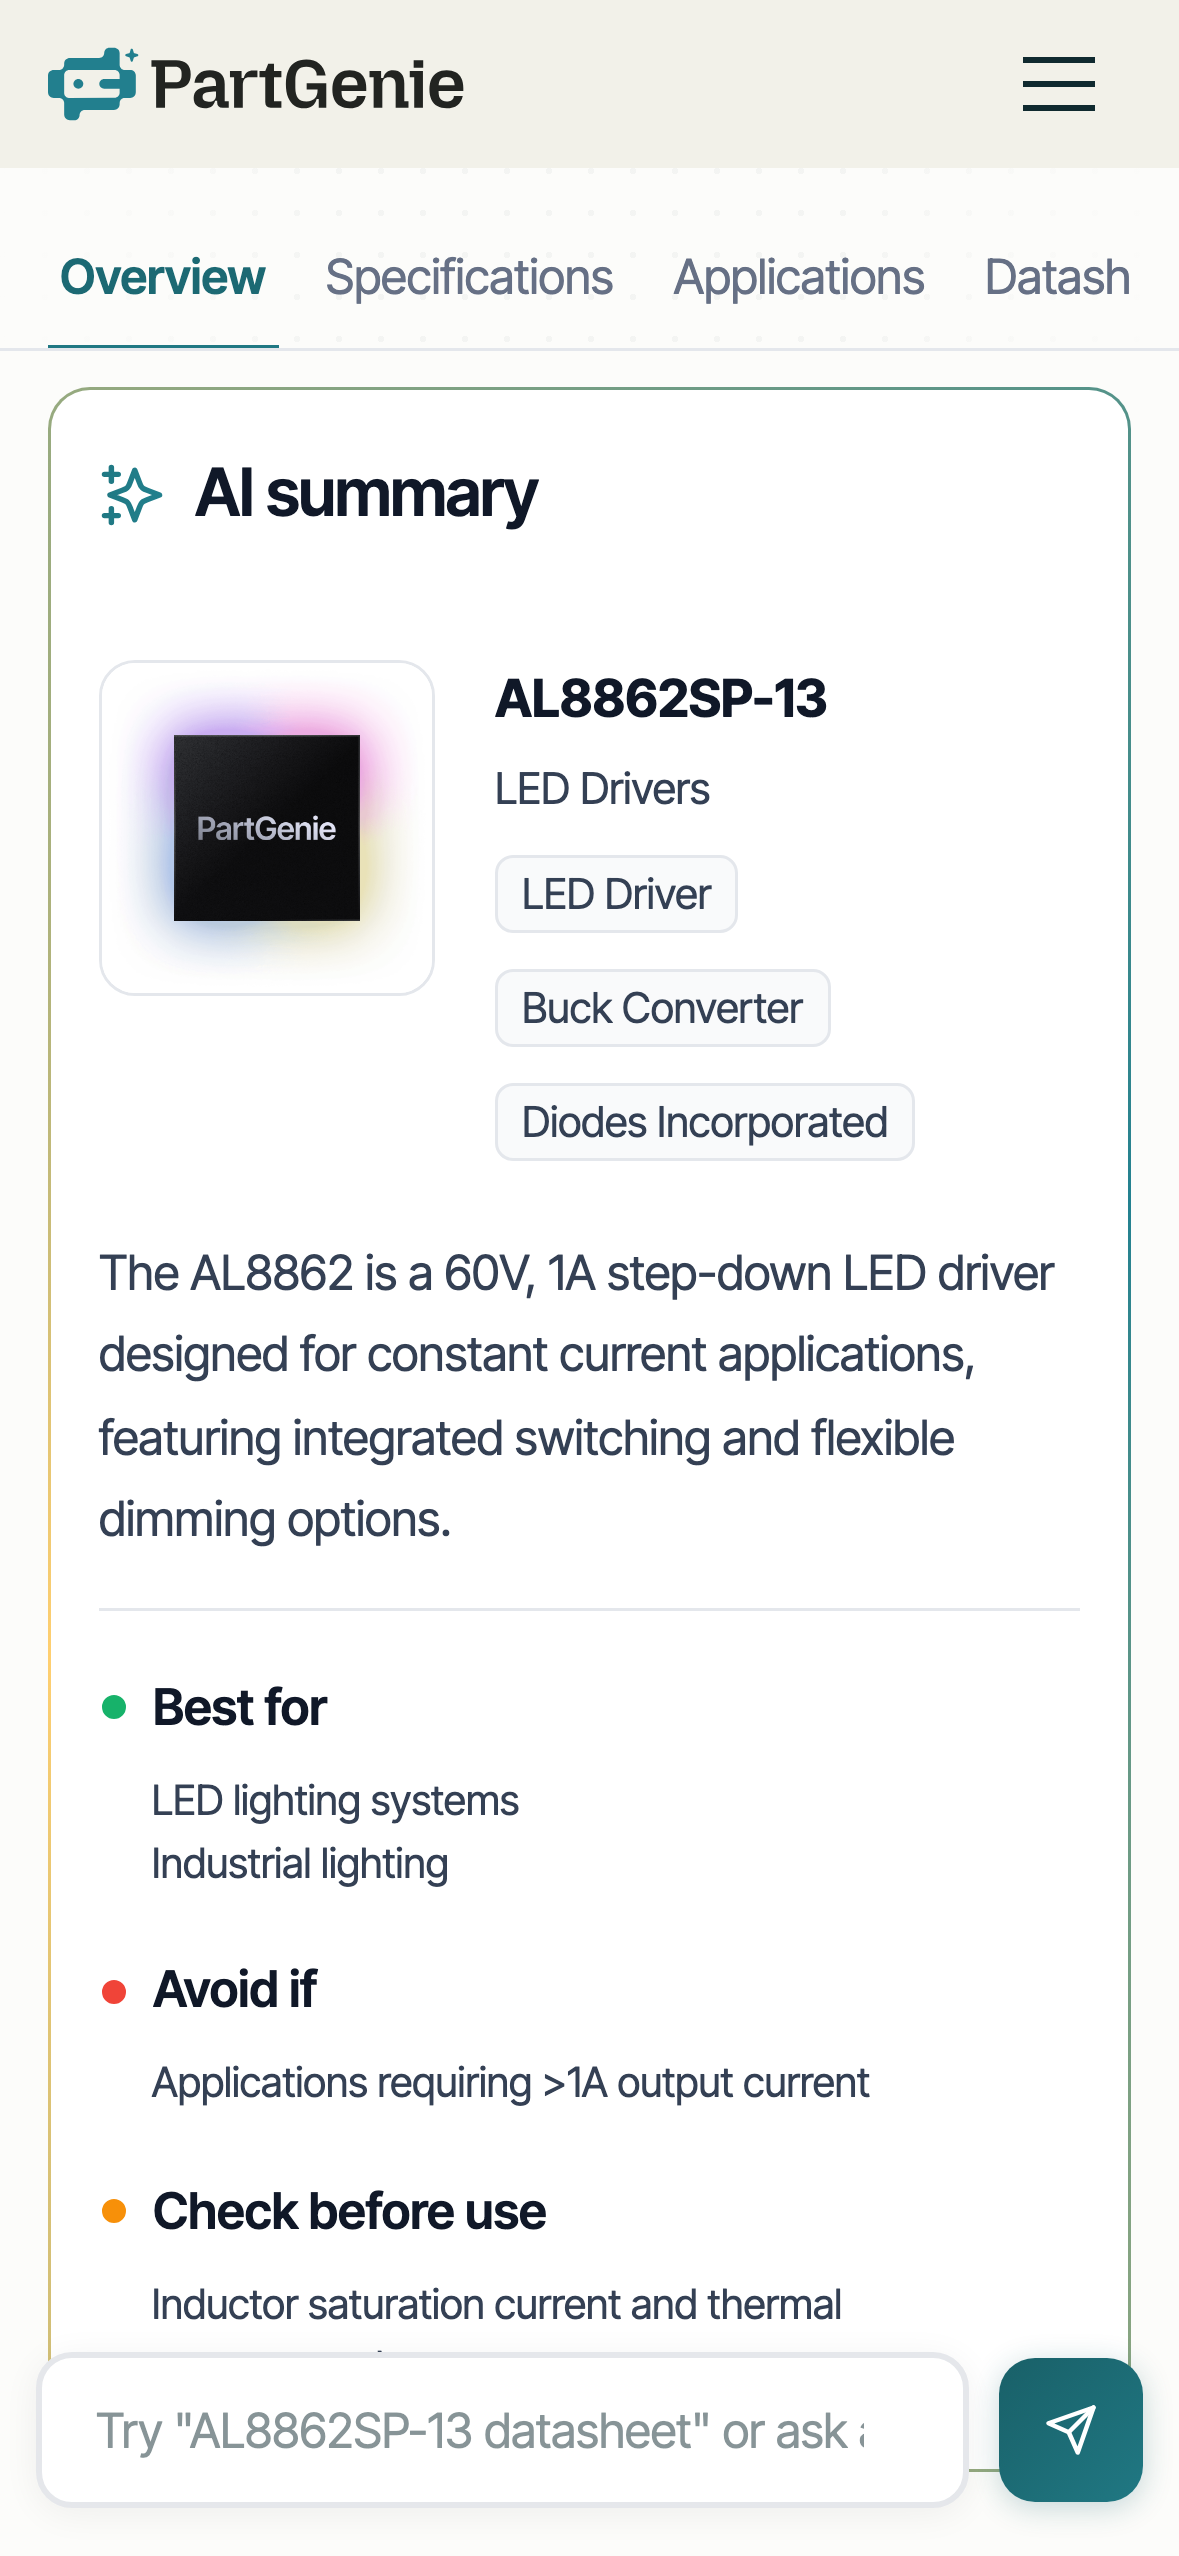 PartGenie
Overview Specifications Applications Datash
AI summary
PartGenie
AL8862SP-13
LED Drivers
LED Driver
Buck Converter
Diodes Incorporated
The AL8862 is a 60V, 1A step-down LED driver
designed for constant current applications,
featuring integrated switching and flexible
dimming options.
Best for
LED lighting systems
Industrial lighting
Avoid if
Applications requiring >1A output current
Check before use
Inductor saturation current and thermal
Try "AL8862SP-13 datasheet" or ask